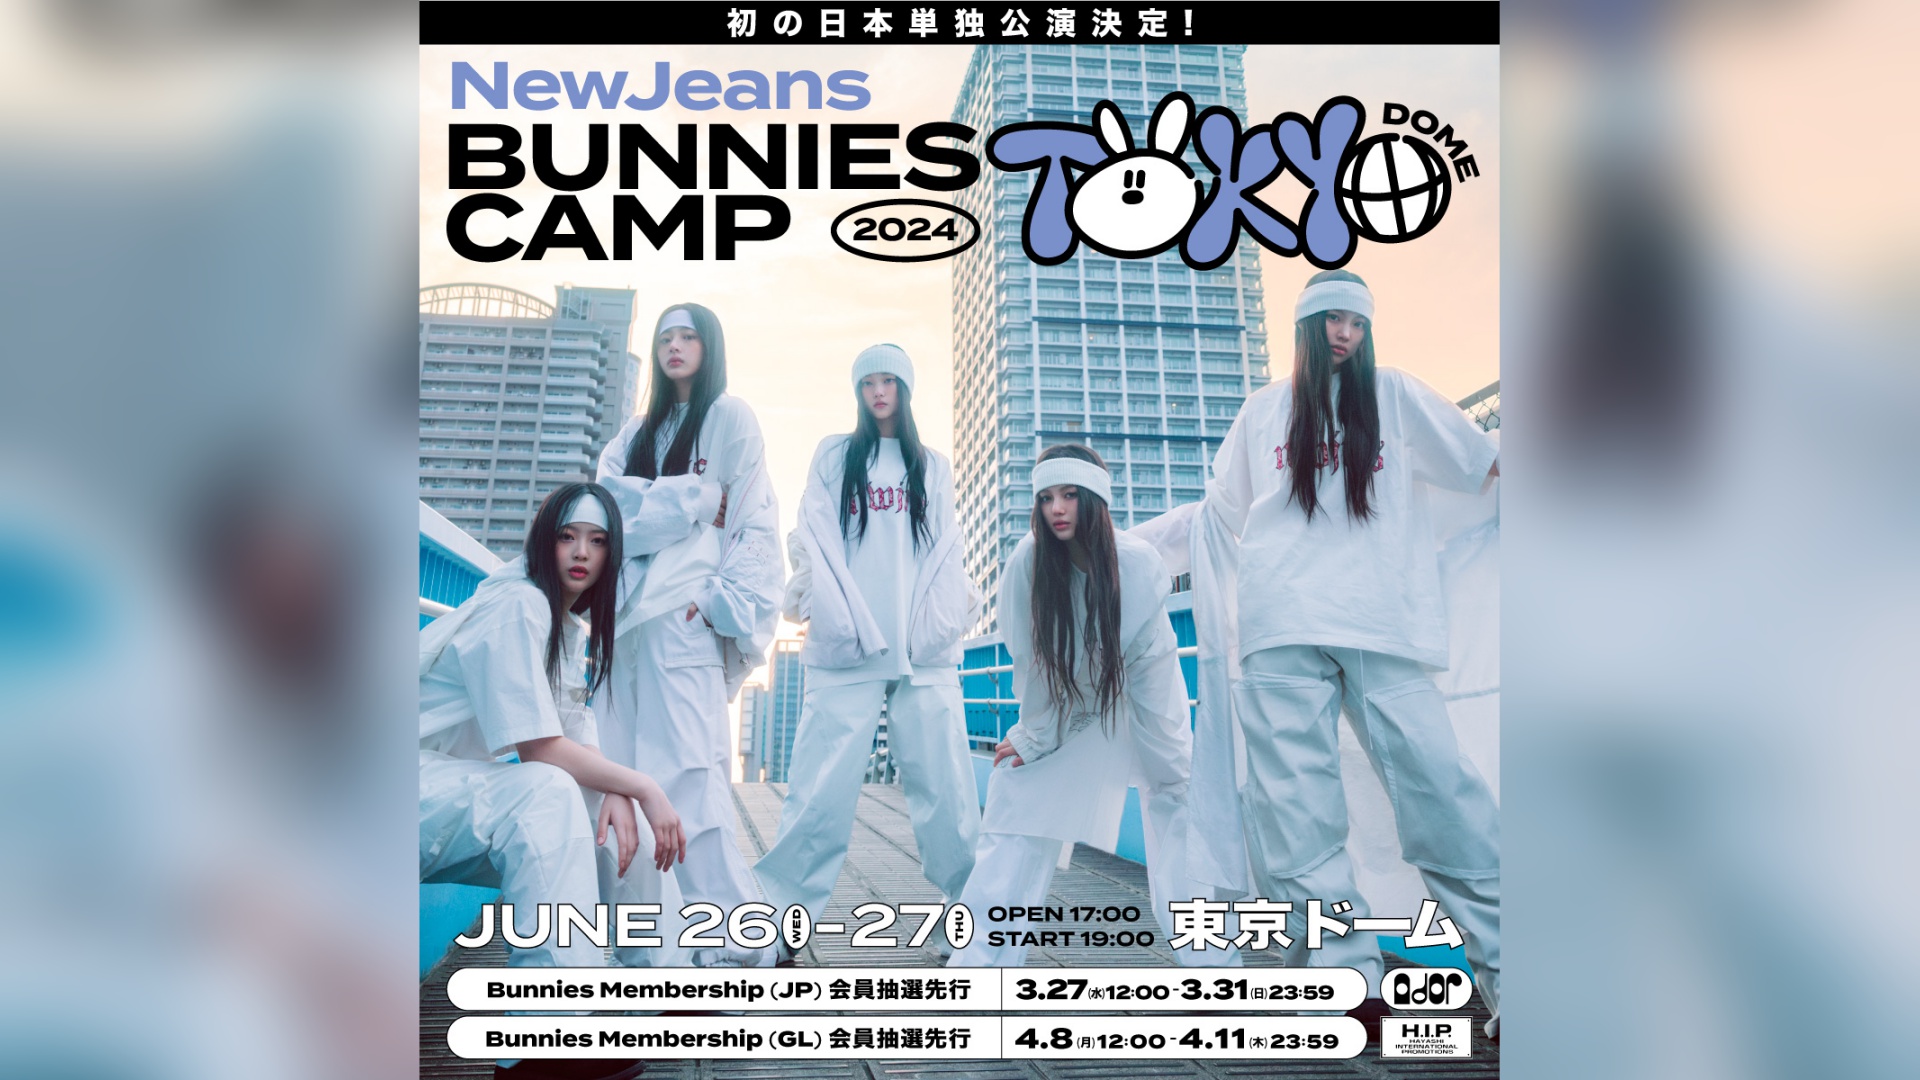 初の日本単独公演決定!
NewJeans
BUNNIES
CAMP 2024
TOKYO
DOME
JUNE 26 WED - 27 THU
OPEN 17:00
START 19:00
東京ドーム
Bunnies Membership (JP) 会員抽選先行 3.27(水)12:00-3.31(日)23:59
Bunnies Membership (GL) 会員抽選先行 4.8(月)12:00-4.11(木)23:59
ador
H.I.P.
HAYASHI
INTERNATIONAL
PROMOTIONS